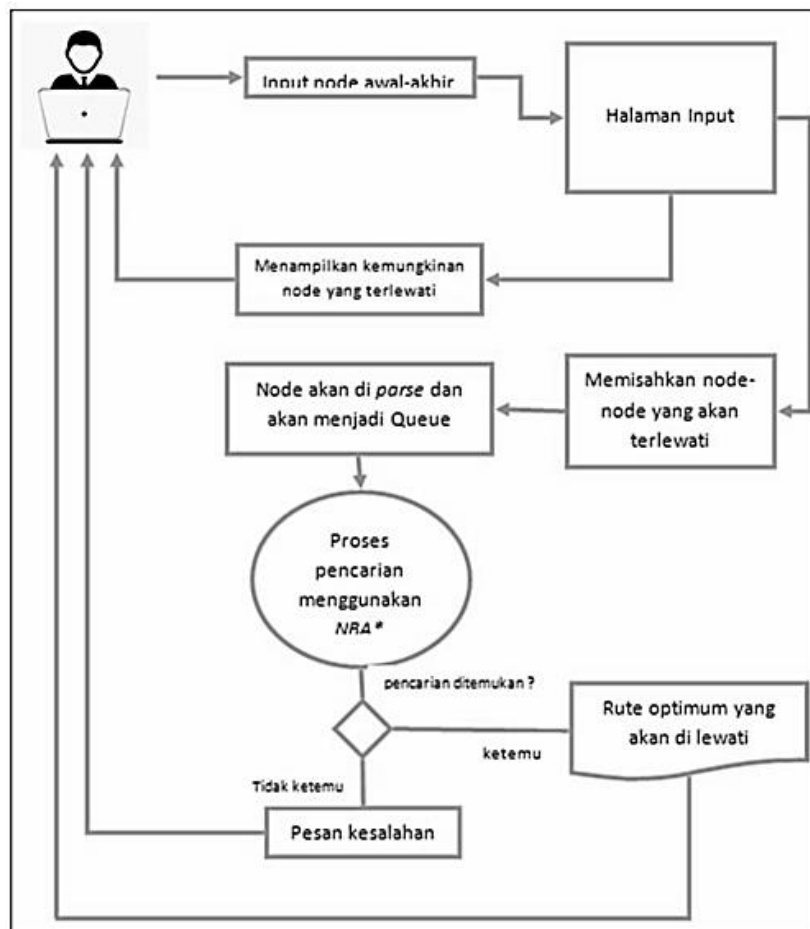 Input node awal-akhir
Halaman Input
Menampilkan kemungkinan
node yang terlewati
Node akan di parse dan
akan menjadi Queue
Memisahkan node-
node yang akan
terlewati
Proses
pencarian
menggunakan
NBA*
pencarian ditemukan ?
Rute optimum yang
akan di lewati
ketemu
Tidak ketemu
Pesan kesalahan